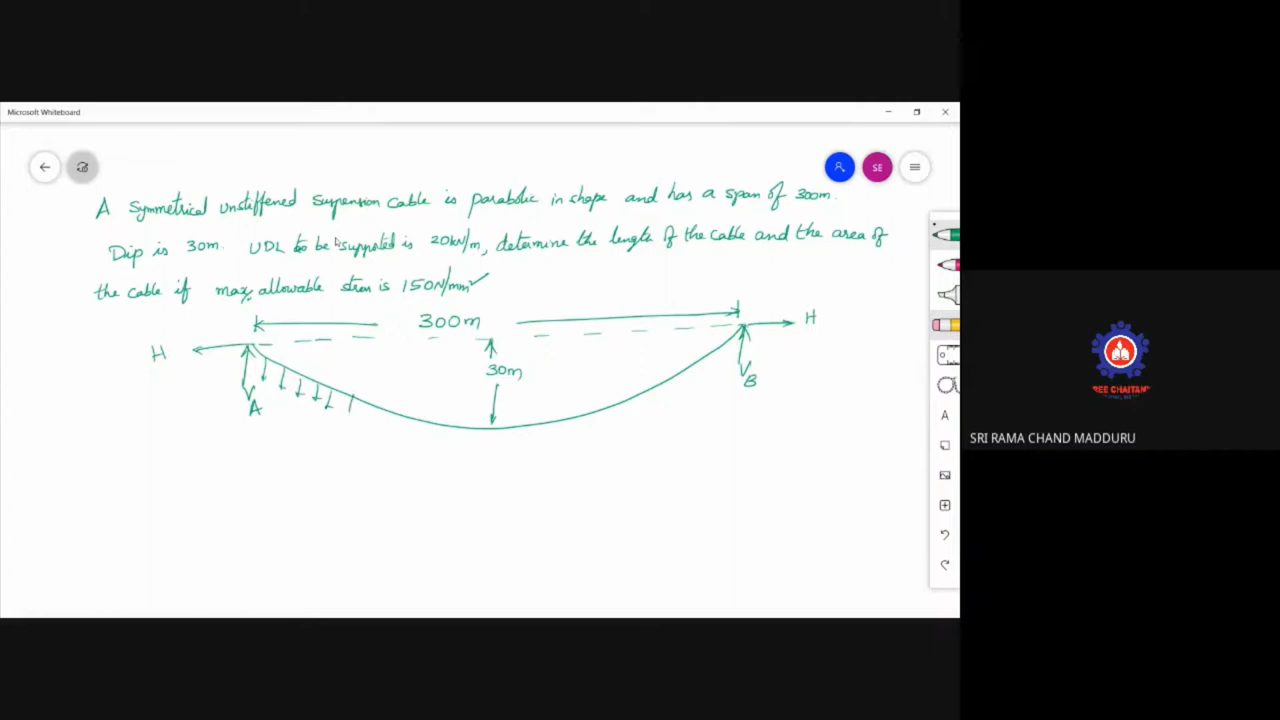 Microsoft Whiteboard
SE
A Symmetrical unstiffened suspension cable is parabolic in shape and has a span of 300m.
Dip is 30m. UDL to be supported is 20kN/m, determine the length of the cable and the area of
the cable if max. allowable stress is 150N/mm²
300m
H
H
30m
A
B
A
SRI RAMA CHAND MADDURU